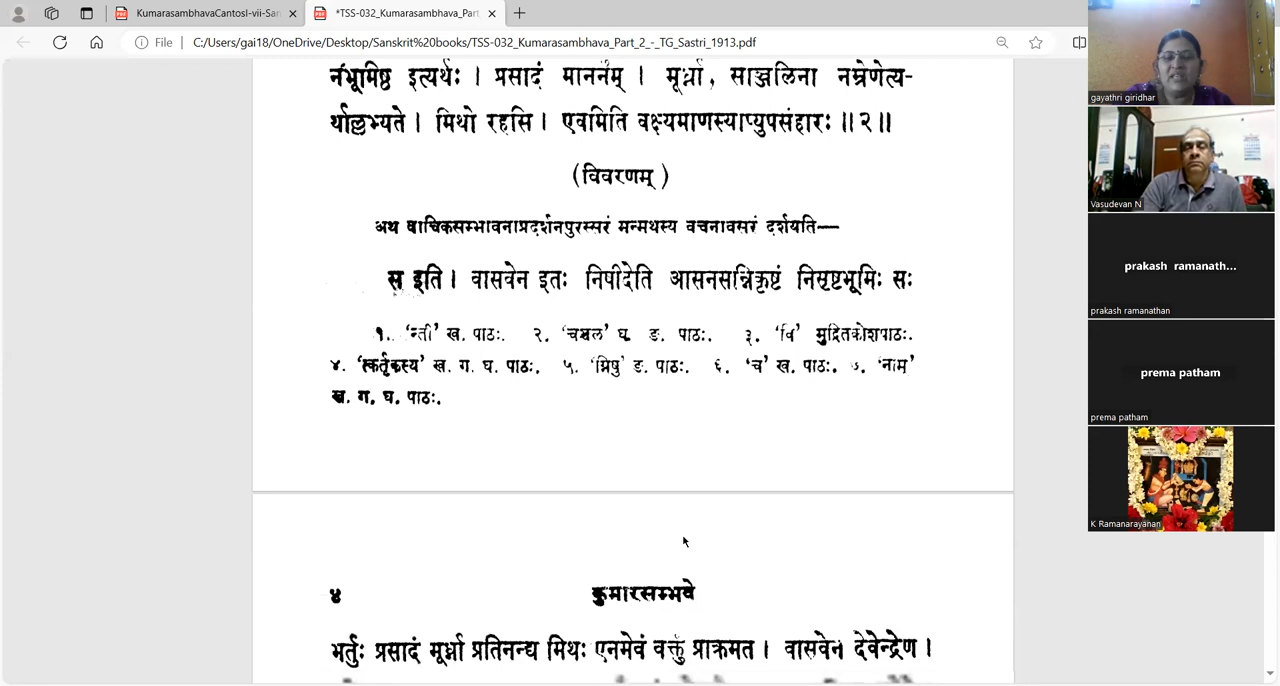 KumarasambhavaCantosI-vii-San
*TSS-032_Kumarasambhava_Part
File
C:/Users/gai18/OneDrive/Desktop/Sanskrit%20books/TSS-032_Kumarasambhava_Part_2_-_TG_Sastri_1913.pdf
नंभूमिष्ठ इत्यर्थः । प्रसादं माननम् । मूर्ध्ना , साञ्जलिना नम्रेणेत्य-
र्थाल्लभ्यते । मिथो रहसि । एवमिति वक्ष्यमाणस्याप्युपसंहारः ॥ २ ॥
(विवरणम्)
अथ वाचिकसम्भावनाप्रदर्शनपुरस्सरं मन्मथस्य वचनावसरं दर्शयति—
स इति । वासवेन इतः निषीदेति आसनसन्निकृष्टं निसृष्टभूमिः सः
१. 'न्ती' ख. पाठः. २. 'चञ्चल' घ. ङ. पाठः. ३. 'वि' मुद्रितकोशपाठः.
४. 'त्कर्तृकस्य' ख. ग. घ. पाठः. ५. 'म्रिषु' ङ. पाठः. ६. 'च' ख. पाठः. ७. 'नाम'
ख. ग. घ. पाठः.
४ कुमारसम्भवे
भर्तुः प्रसादं मूर्ध्ना प्रतिनन्द्य मिथः एनमेवं वक्तुं प्राक्रमत । वासवेन देवेन्द्रेण ।
gayathri giridhar
Vasudevan N
prakash ramanath...
prakash ramanathan
prema patham
prema patham
K Ramanarayanan